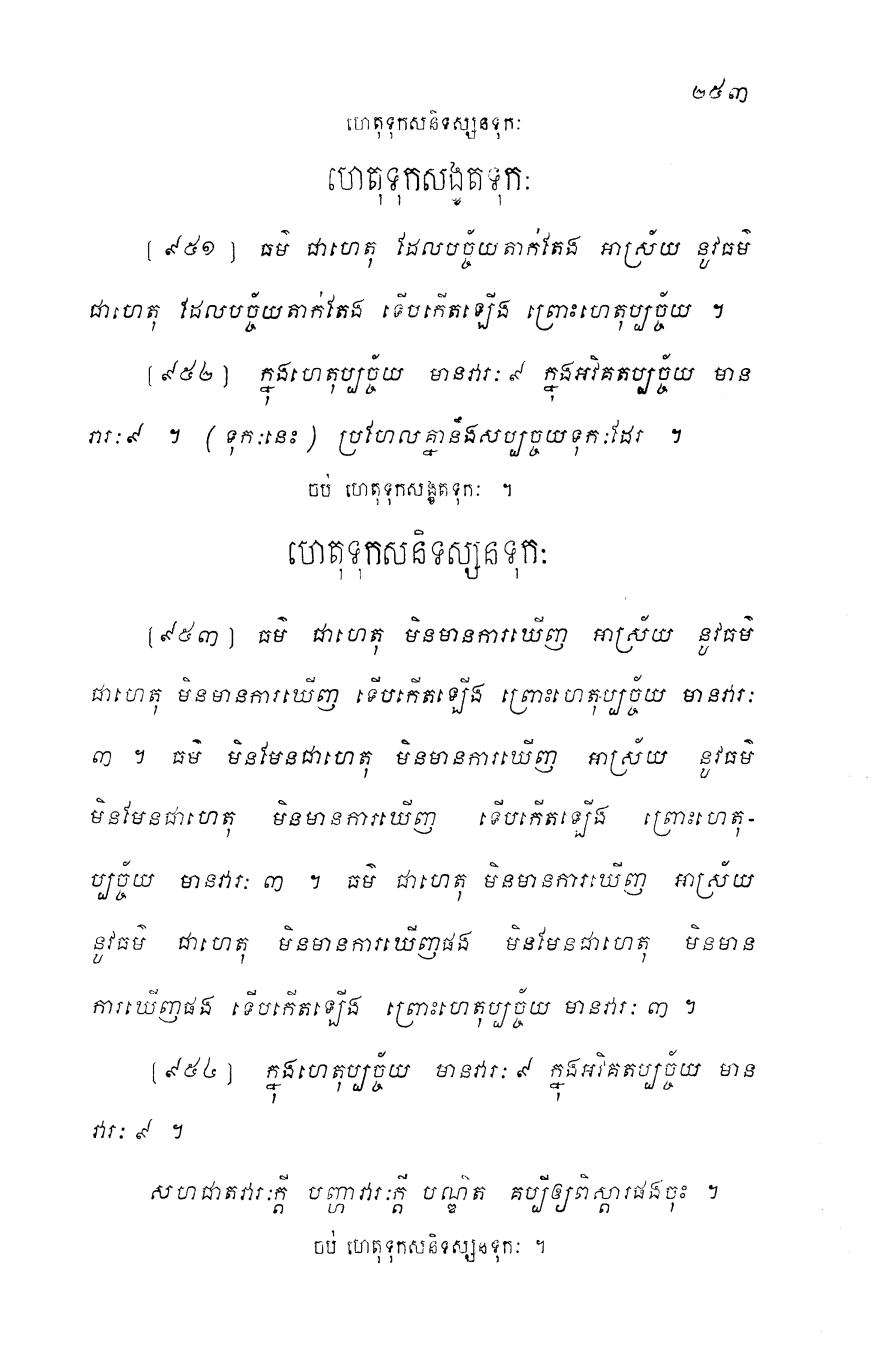 ២៥៣
ហេតុទុកសនិទស្សនទុកៈ
ហេតុទុកសង្ខតទុកៈ
[៩៥១] ធម៌ ជាហេតុ ដែលបច្ច័យតាក់តែង អាស្រ័យ នូវធម៌
ជាហេតុ ដែលបច្ច័យតាក់តែង ទើបកើតឡើង ព្រោះហេតុប្បច្ច័យ ។
[៩៥២] ក្នុងហេតុប្បច្ច័យ មានវារៈ ៩ ក្នុងអវិគតប្បច្ច័យ មាន
វារៈ៩ ។ (ទុកៈនេះ) ប្រហែលគ្នានឹងសប្បច្ចយទុកៈដែរ ។
ចប់ ហេតុទុកសង្ខតទុកៈ ។
ហេតុទុកសនិទស្សនទុកៈ
[៩៥៣] ធម៌ ជាហេតុ មិនមានការឃើញ អាស្រ័យ នូវធម៌
ជាហេតុ មិនមានការឃើញ ទើបកើតឡើង ព្រោះហេតុប្បច្ច័យ មានវារៈ
៣ ។ ធម៌ មិនមែនជាហេតុ មិនមានការឃើញ អាស្រ័យ នូវធម៌
មិនមែនជាហេតុ មិនមានការឃើញ ទើបកើតឡើង ព្រោះហេតុ-
ប្បច្ច័យ មានវារៈ ៣ ។ ធម៌ ជាហេតុ មិនមានការឃើញ អាស្រ័យ
នូវធម៌ ជាហេតុ មិនមានការឃើញផង មិនមែនជាហេតុ មិនមាន
ការឃើញផង ទើបកើតឡើង ព្រោះហេតុប្បច្ច័យ មានវារៈ ៣ ។
[៩៥៤] ក្នុងហេតុប្បច្ច័យ មានវារៈ ៩ ក្នុងអវិគតប្បច្ច័យ មាន
វារៈ ៩ ។
សហជាតវារៈក្តី បញ្ហាវារៈក្តី បណ្ឌិត គប្បីឲ្យពិស្តារផងចុះ ។
ចប់ ហេតុទុកសនិទស្សនទុកៈ ។